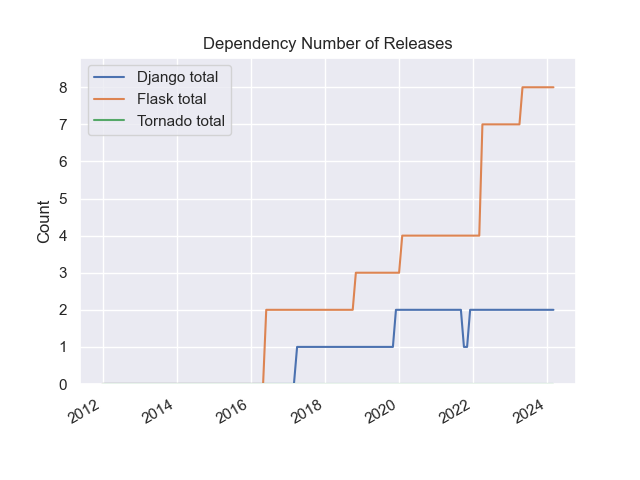 Dependency Number of Releases
Django total
Flask total
Tornado total
Count
8
7
6
5
4
3
2
1
0
2012 2014 2016 2018 2020 2022 2024